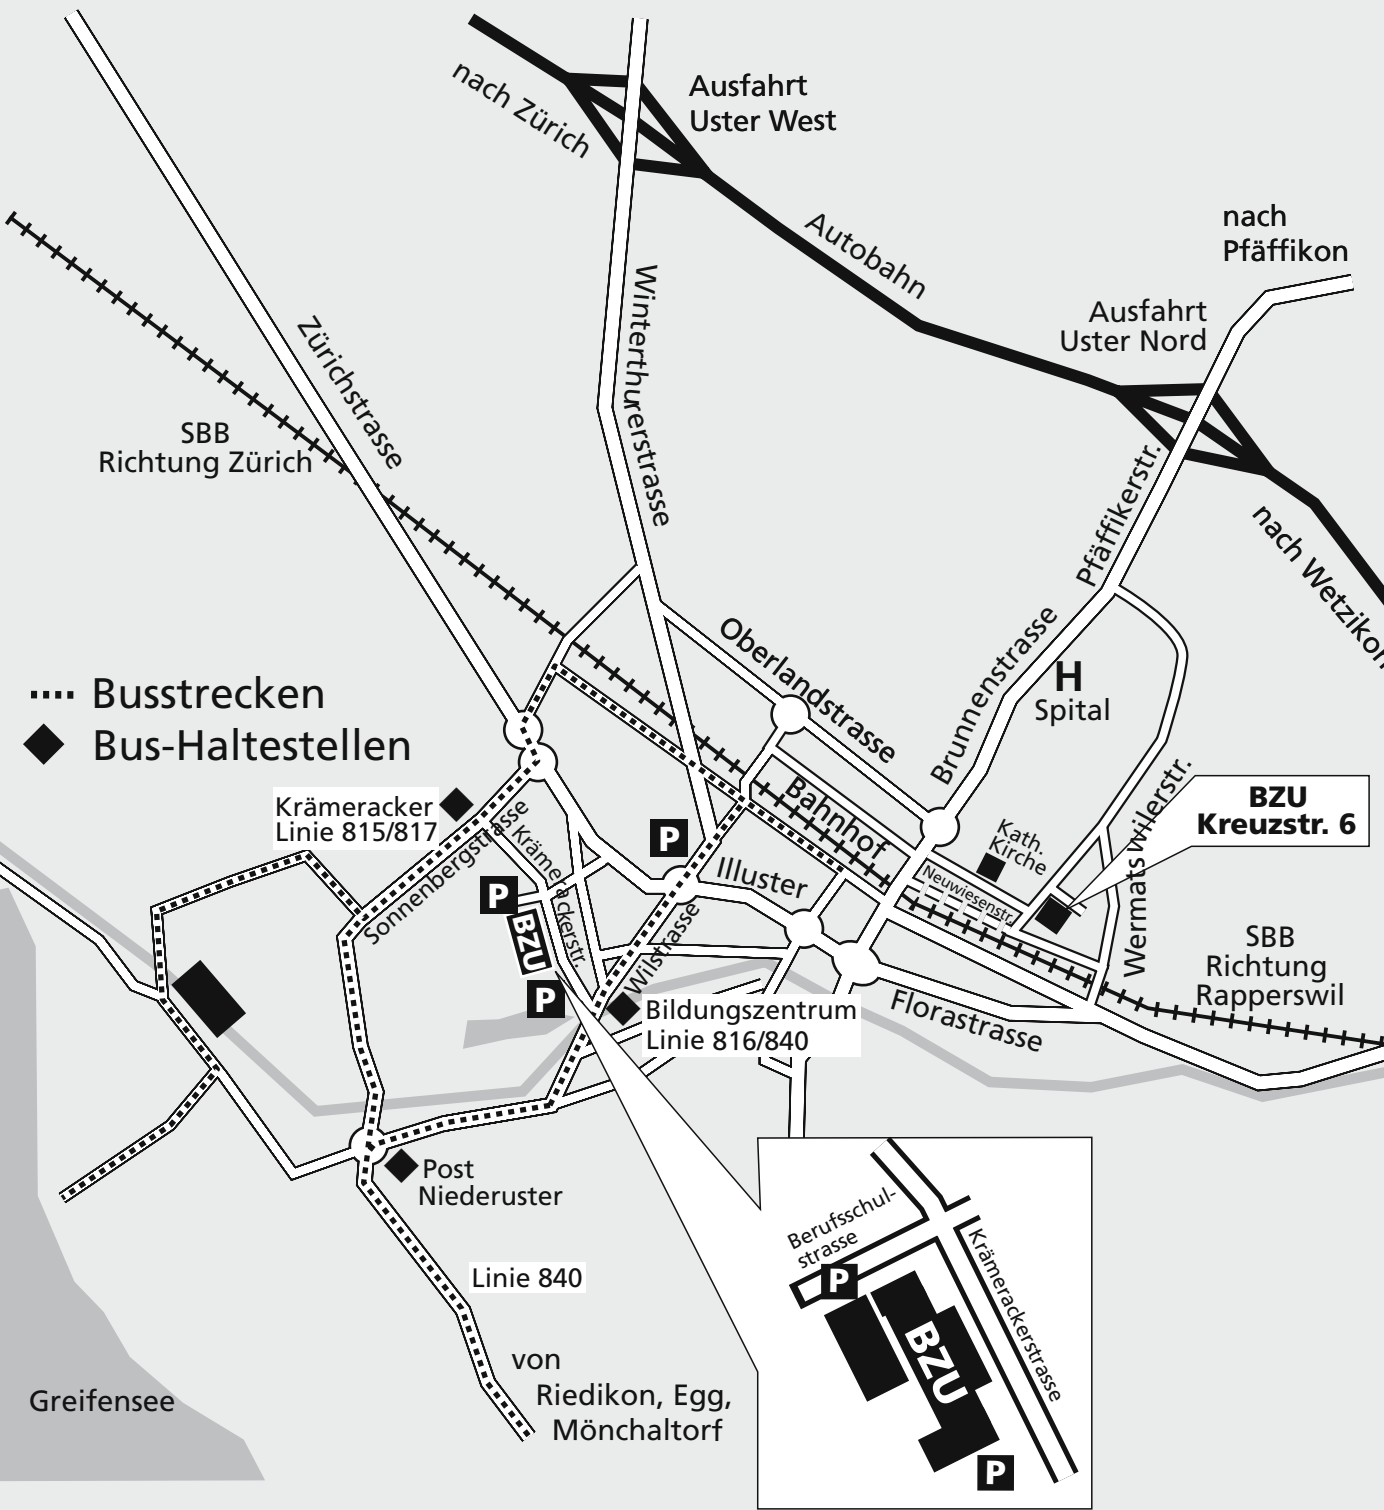 Ausfahrt
Uster West
nach Zürich
Autobahn
nach
Pfäffikon
Ausfahrt
Uster Nord
Winterthurerstrasse
Zürichstrasse
SBB
Richtung Zürich
Pfäffikerstr.
nach Wetzikon
Oberlandstrasse
Brunnenstrasse
H
Spital
Busstrecken
Bus-Haltestellen
Krämeracker
Linie 815/817
Sonnenbergstrasse
Krämerackerstr.
P
Bahnhof
Illuster
Kath.
Kirche
Neuwiesenstr.
Wermatswilerstr.
BZU
Kreuzstr. 6
P
BZU
P
Wilstrasse
Bildungszentrum
Linie 816/840
Florastrasse
SBB
Richtung
Rapperswil
Post
Niederuster
Linie 840
von
Riedikon, Egg,
Mönchaltorf
Greifensee
Berufsschul-
strasse
P
Krämerackerstrasse
BZU
P